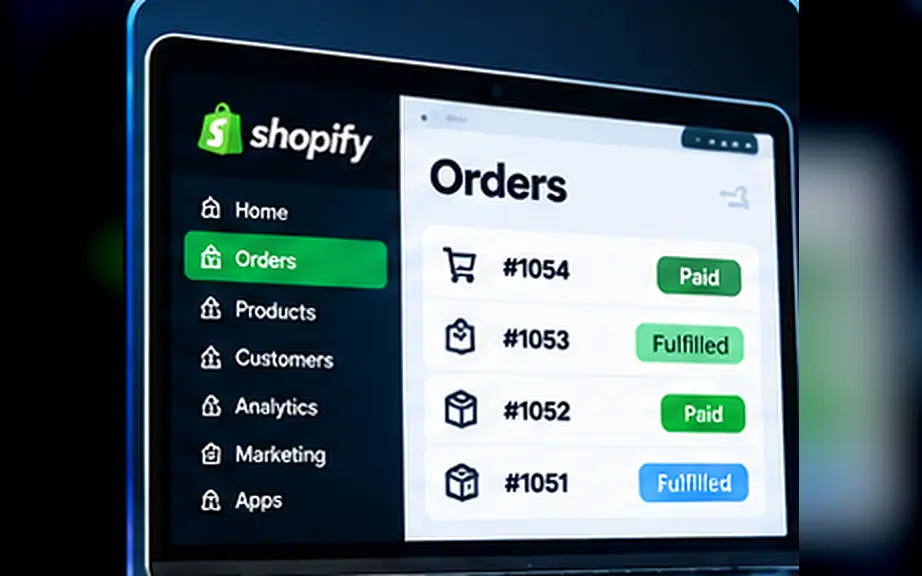 shopify
Home
Orders
Products
Customers
Analytics
Marketing
Apps
Orders
#1054 Paid
#1053 Fulfilled
#1052 Paid
#1051 Fulfilled